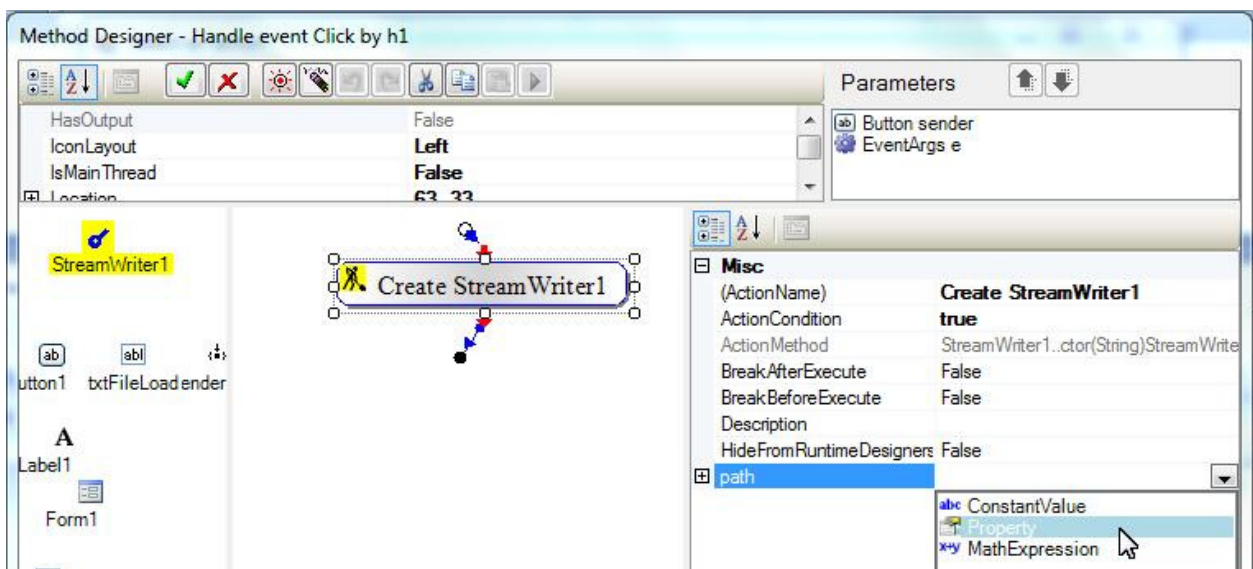 Method Designer - Handle event Click by h1
Parameters
HasOutput False
IconLayout Left
IsMainThread False
Location 63, 33
Button sender
EventArgs e
StreamWriter1
Create StreamWriter1
utton1 txtFileLoad ender
Label1
Form1
Misc
(ActionName) Create StreamWriter1
ActionCondition true
ActionMethod StreamWriter1..ctor(String)StreamWrite
BreakAfterExecute False
BreakBeforeExecute False
Description
HideFromRuntimeDesigners False
path
abc ConstantValue
Property
x+y MathExpression